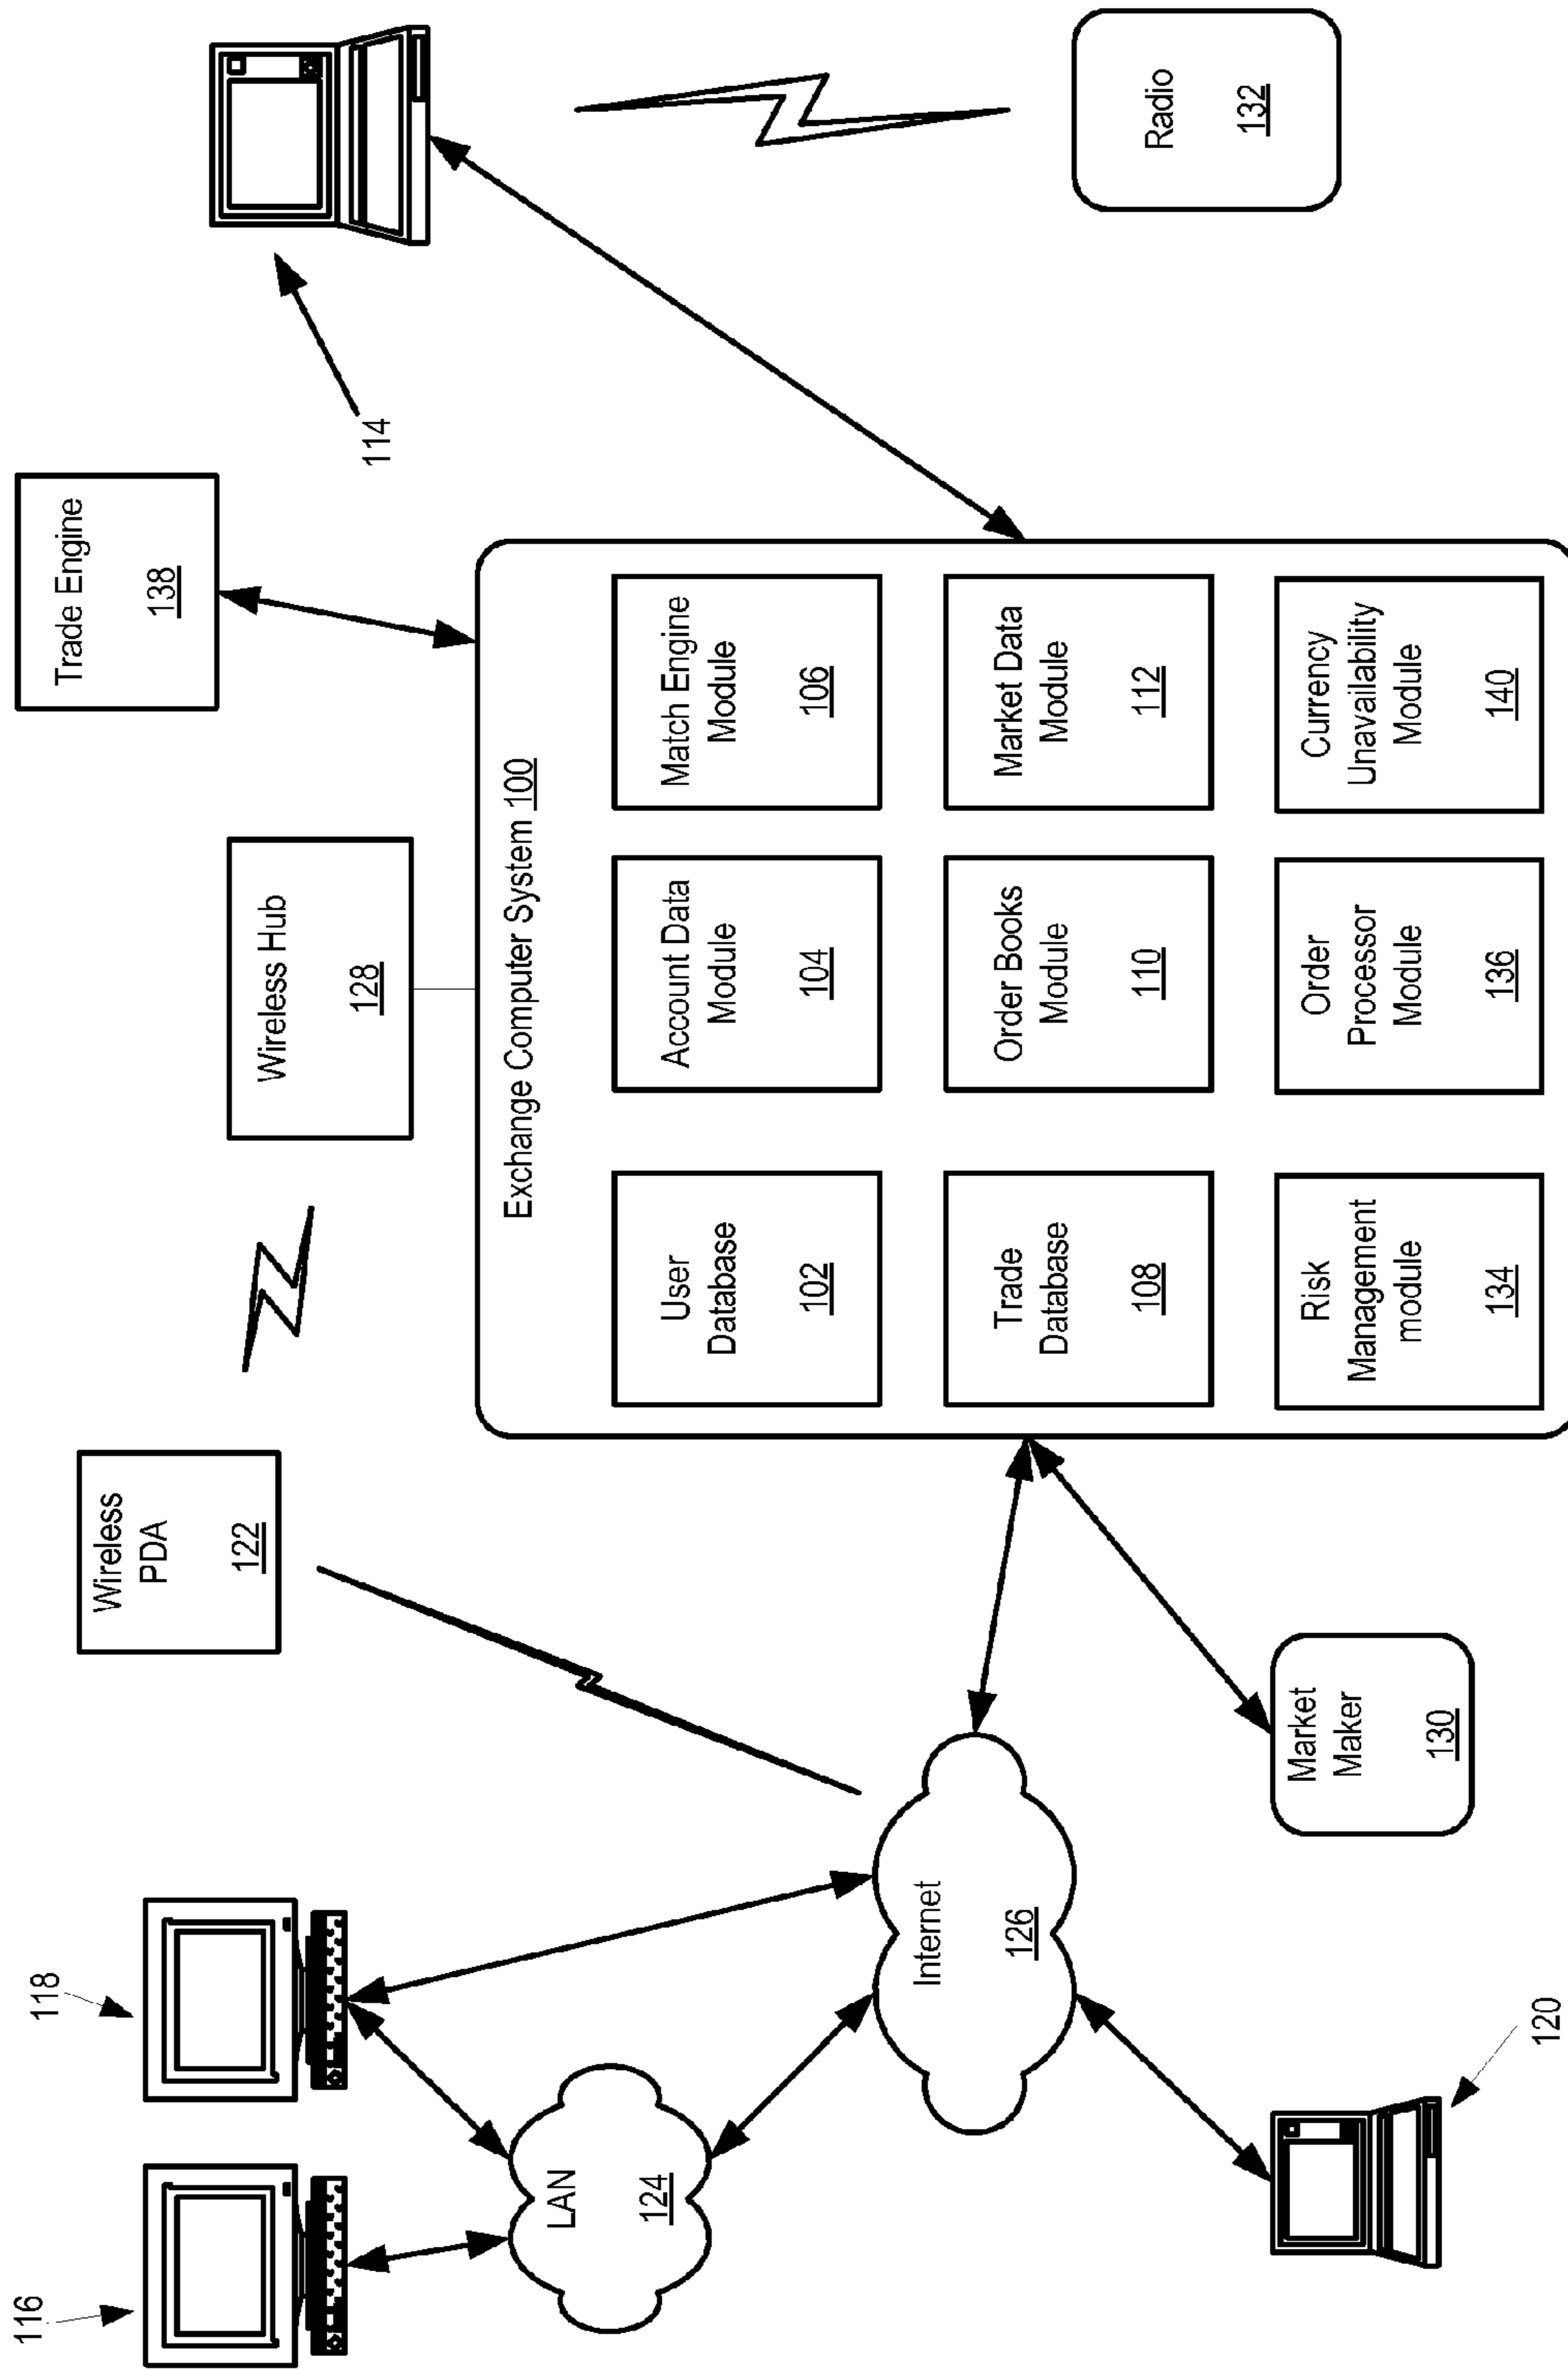 116
118
Wireless
PDA
122
Wireless Hub
128
Trade Engine
138
114
LAN
124
Internet
126
120
Market
Maker
130
Exchange Computer System 100
User
Database
102
Account Data
Module
104
Match Engine
Module
106
Trade
Database
108
Order Books
Module
110
Market Data
Module
112
Risk
Management
module
134
Order
Processor
Module
136
Currency
Unavailability
Module
140
Radio
132